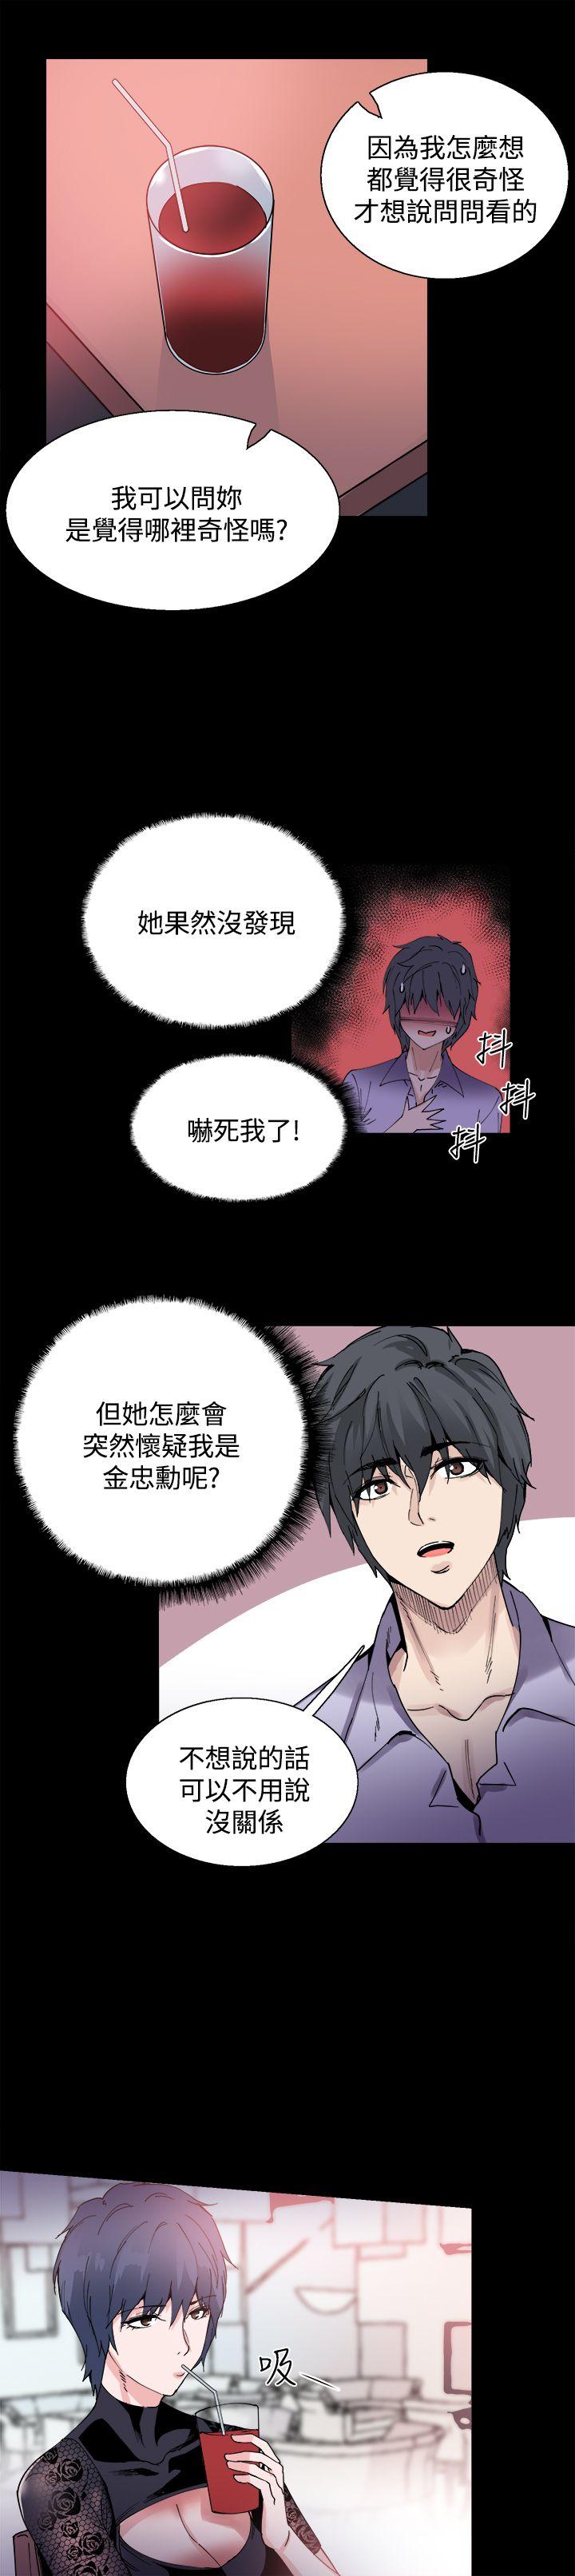 因為我怎麼想
都覺得很奇怪
才想說問問看的
我可以問妳
是覺得哪裡奇怪嗎?
她果然沒發現
嚇死我了!
抖
抖
抖
但她怎麼會
突然懷疑我是
金忠勳呢?
不想說的話
可以不用說
沒關係
吸~